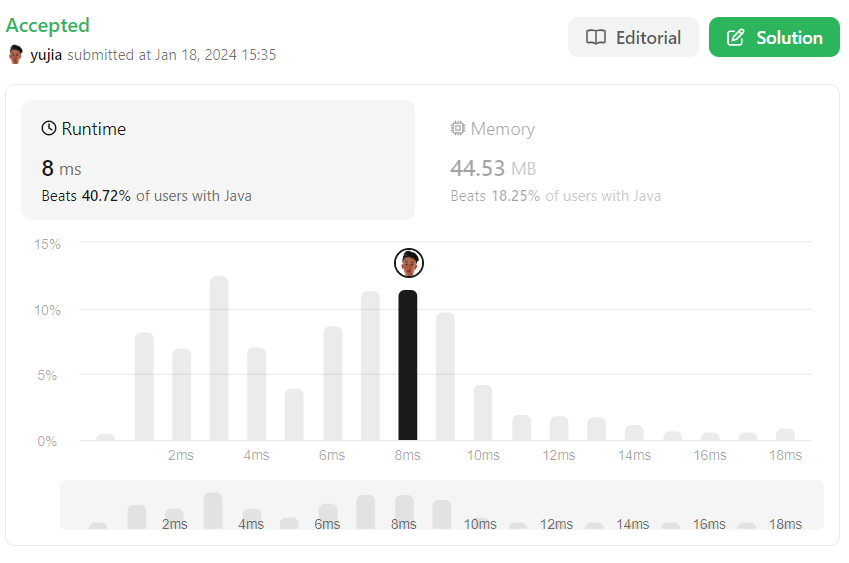 Accepted
yujia submitted at Jan 18, 2024 15:35
Editorial
Solution
Runtime
8 ms
Beats 40.72% of users with Java
Memory
44.53 MB
Beats 18.25% of users with Java
15%
10%
5%
0%
2ms 4ms 6ms 8ms 10ms 12ms 14ms 16ms 18ms
2ms 4ms 6ms 8ms 10ms 12ms 14ms 16ms 18ms